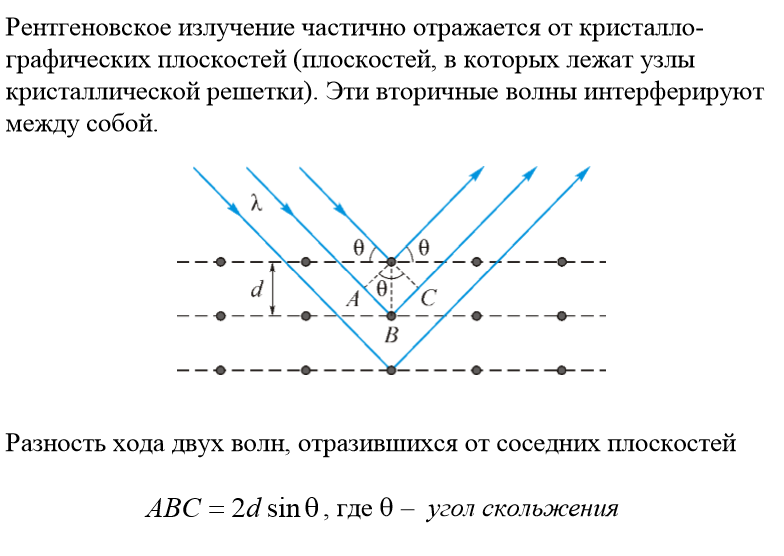 Рентгеновское излучение частично отражается от кристалло-
графических плоскостей (плоскостей, в которых лежат узлы
кристаллической решетки). Эти вторичные волны интерферируют
между собой.
λ
θ θ
d A θ C
B
Разность хода двух волн, отразившихся от соседних плоскостей
ABC = 2d sin θ, где θ – угол скольжения